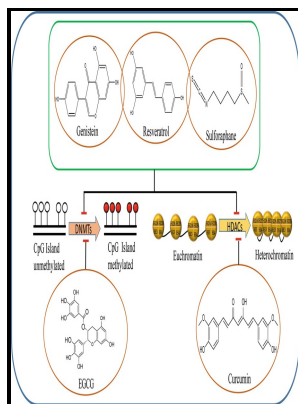 Genistein
Resveratrol
Sulforaphane
DNMTs
HDACs
CpG Island
unmethylated
CpG Island
methylated
Euchromatin
Heterochromatin
EGCG
Curcumin